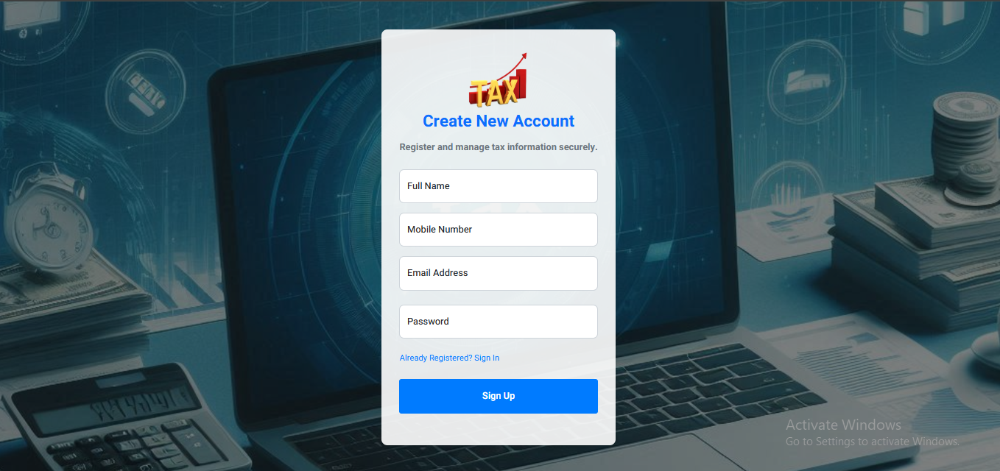 TAX
Create New Account
Register and manage tax information securely.
Full Name
Mobile Number
Email Address
Password
Already Registered? Sign In
Sign Up
Activate Windows
Go to Settings to activate Windows.